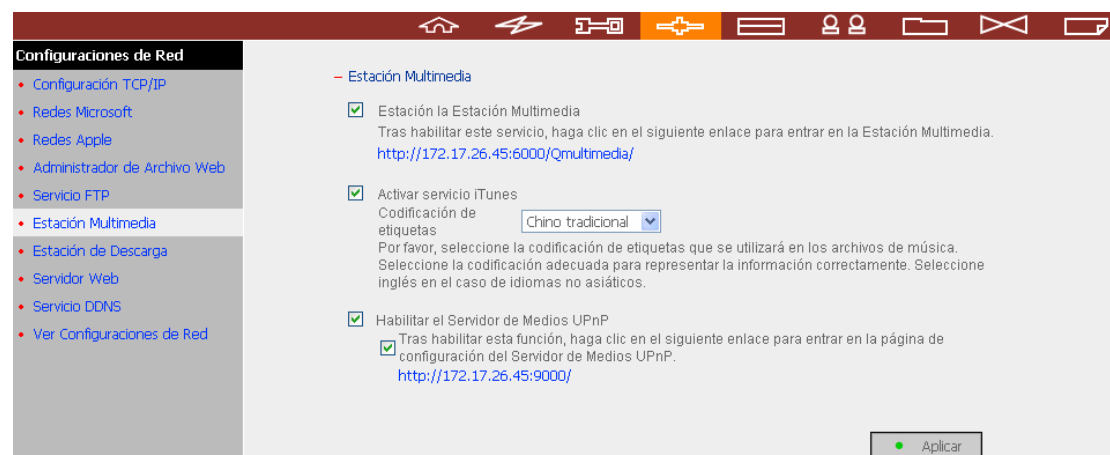 Configuraciones de Red
Configuración TCP/IP
Redes Microsoft
Redes Apple
Administrador de Archivo Web
Servicio FTP
Estación Multimedia
Estación de Descarga
Servidor Web
Servicio DDNS
Ver Configuraciones de Red
– Estación Multimedia
Estación la Estación Multimedia
Tras habilitar este servicio, haga clic en el siguiente enlace para entrar en la Estación Multimedia.
http://172.17.26.45:6000/Qmultimedia/
Activar servicio iTunes
Codificación de
etiquetas
Chino tradicional
Por favor, seleccione la codificación de etiquetas que se utilizará en los archivos de música.
Seleccione la codificación adecuada para representar la información correctamente. Seleccione
inglés en el caso de idiomas no asiáticos.
Habilitar el Servidor de Medios UPnP
Tras habilitar esta función, haga clic en el siguiente enlace para entrar en la página de
configuración del Servidor de Medios UPnP.
http://172.17.26.45:9000/
Aplicar